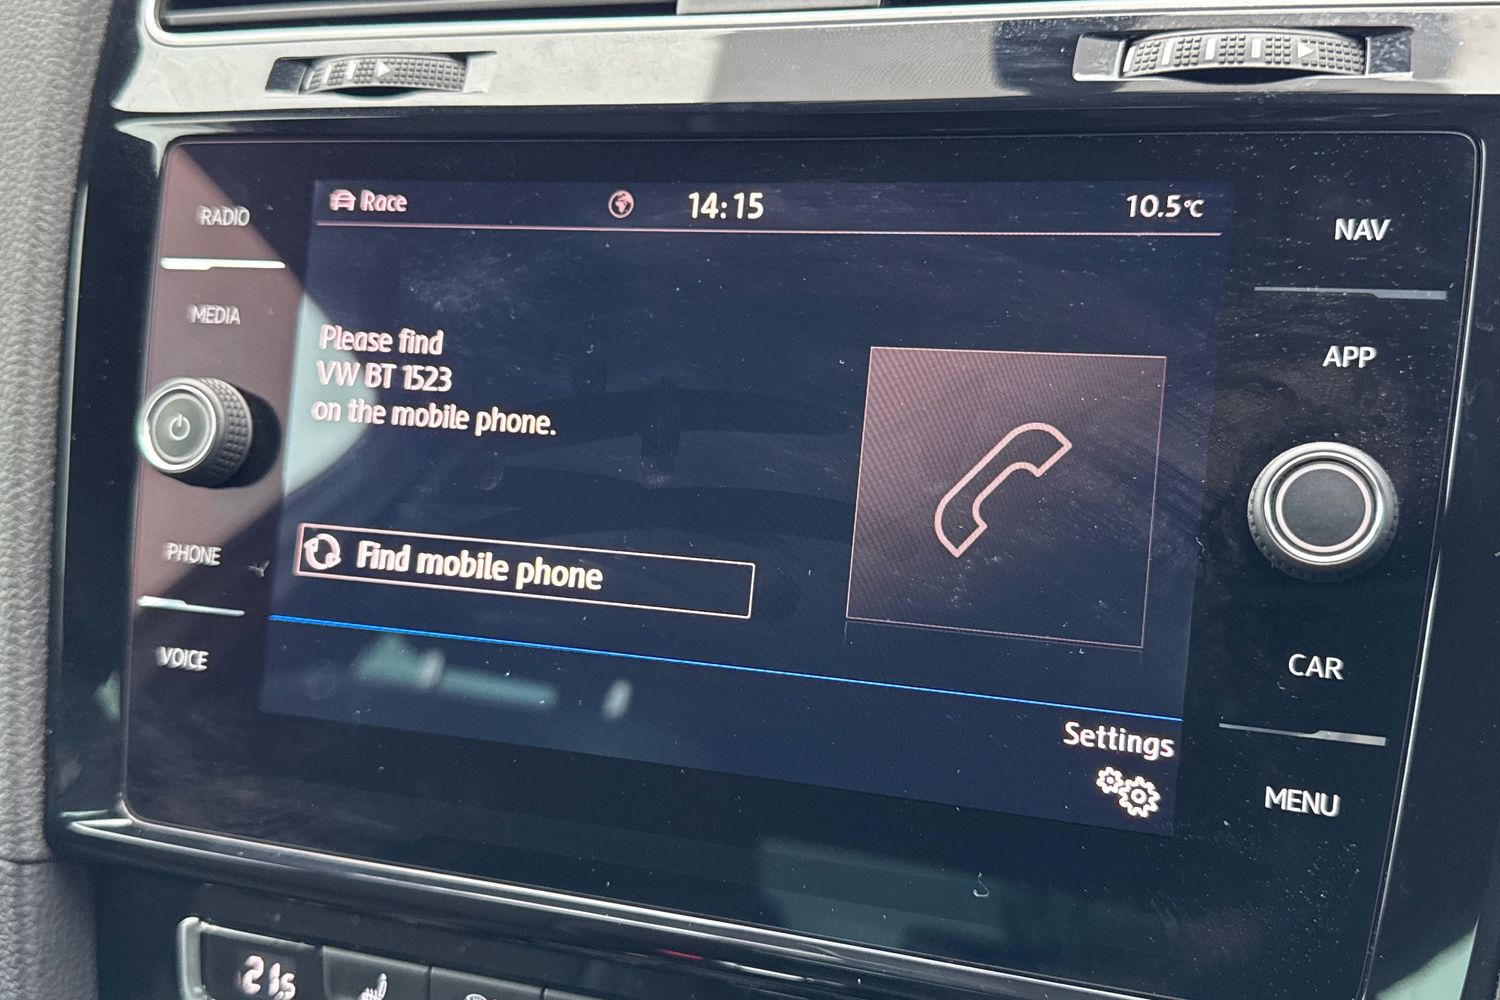 RADIO
MEDIA
PHONE
VOICE
Race
14:15
10.5°C
Please find
VW BT 1523
on the mobile phone.
Find mobile phone
Settings
NAV
APP
CAR
MENU
21.5